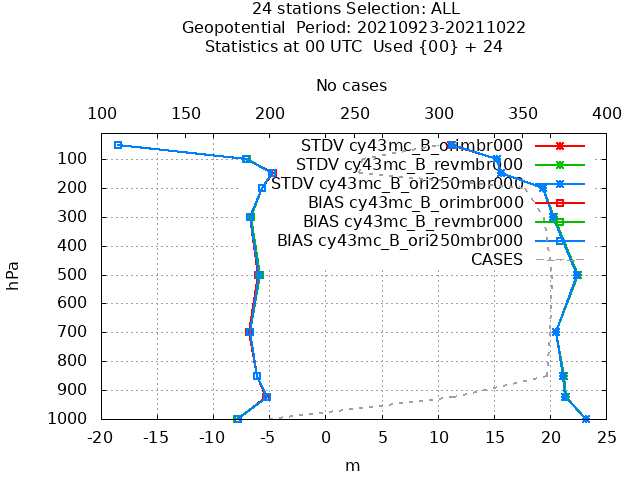 24 stations Selection: ALL
Geopotential  Period: 20210923-20211022
Statistics at 00 UTC  Used {00} + 24
No cases
100 150 200 250 300 350 400
STDV cy43mc_B_orimbr000
100
STDV cy43mc_B_revmbr000
STDV cy43mc_B_ori250mbr000
200
BIAS cy43mc_B_orimbr000
300
BIAS cy43mc_B_revmbr000
BIAS cy43mc_B_ori250mbr000
400
CASES
500
hPa
600
700
800
900
1000
-20 -15 -10 -5 0 5 10 15 20 25
m